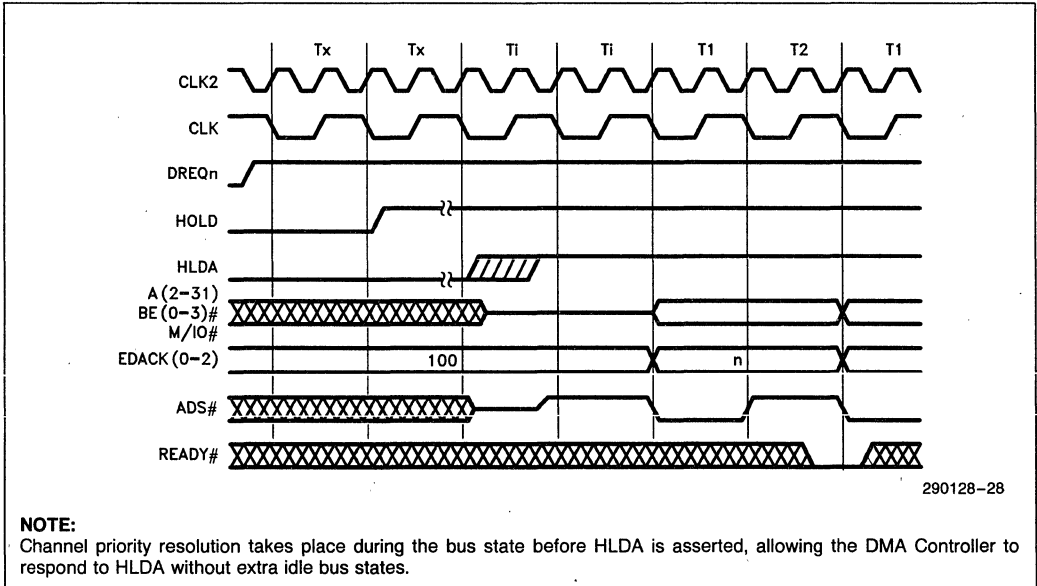 Tx Tx Ti Ti T1 T2 T1
CLK2
CLK
DREQn
HOLD
HLDA
A(2-31)
BE(0-3)#
M/IO#
EDACK(0-2) 100 n
ADS#
READY#
290128-28
NOTE:
Channel priority resolution takes place during the bus state before HLDA is asserted, allowing the DMA Controller to
respond to HLDA without extra idle bus states.